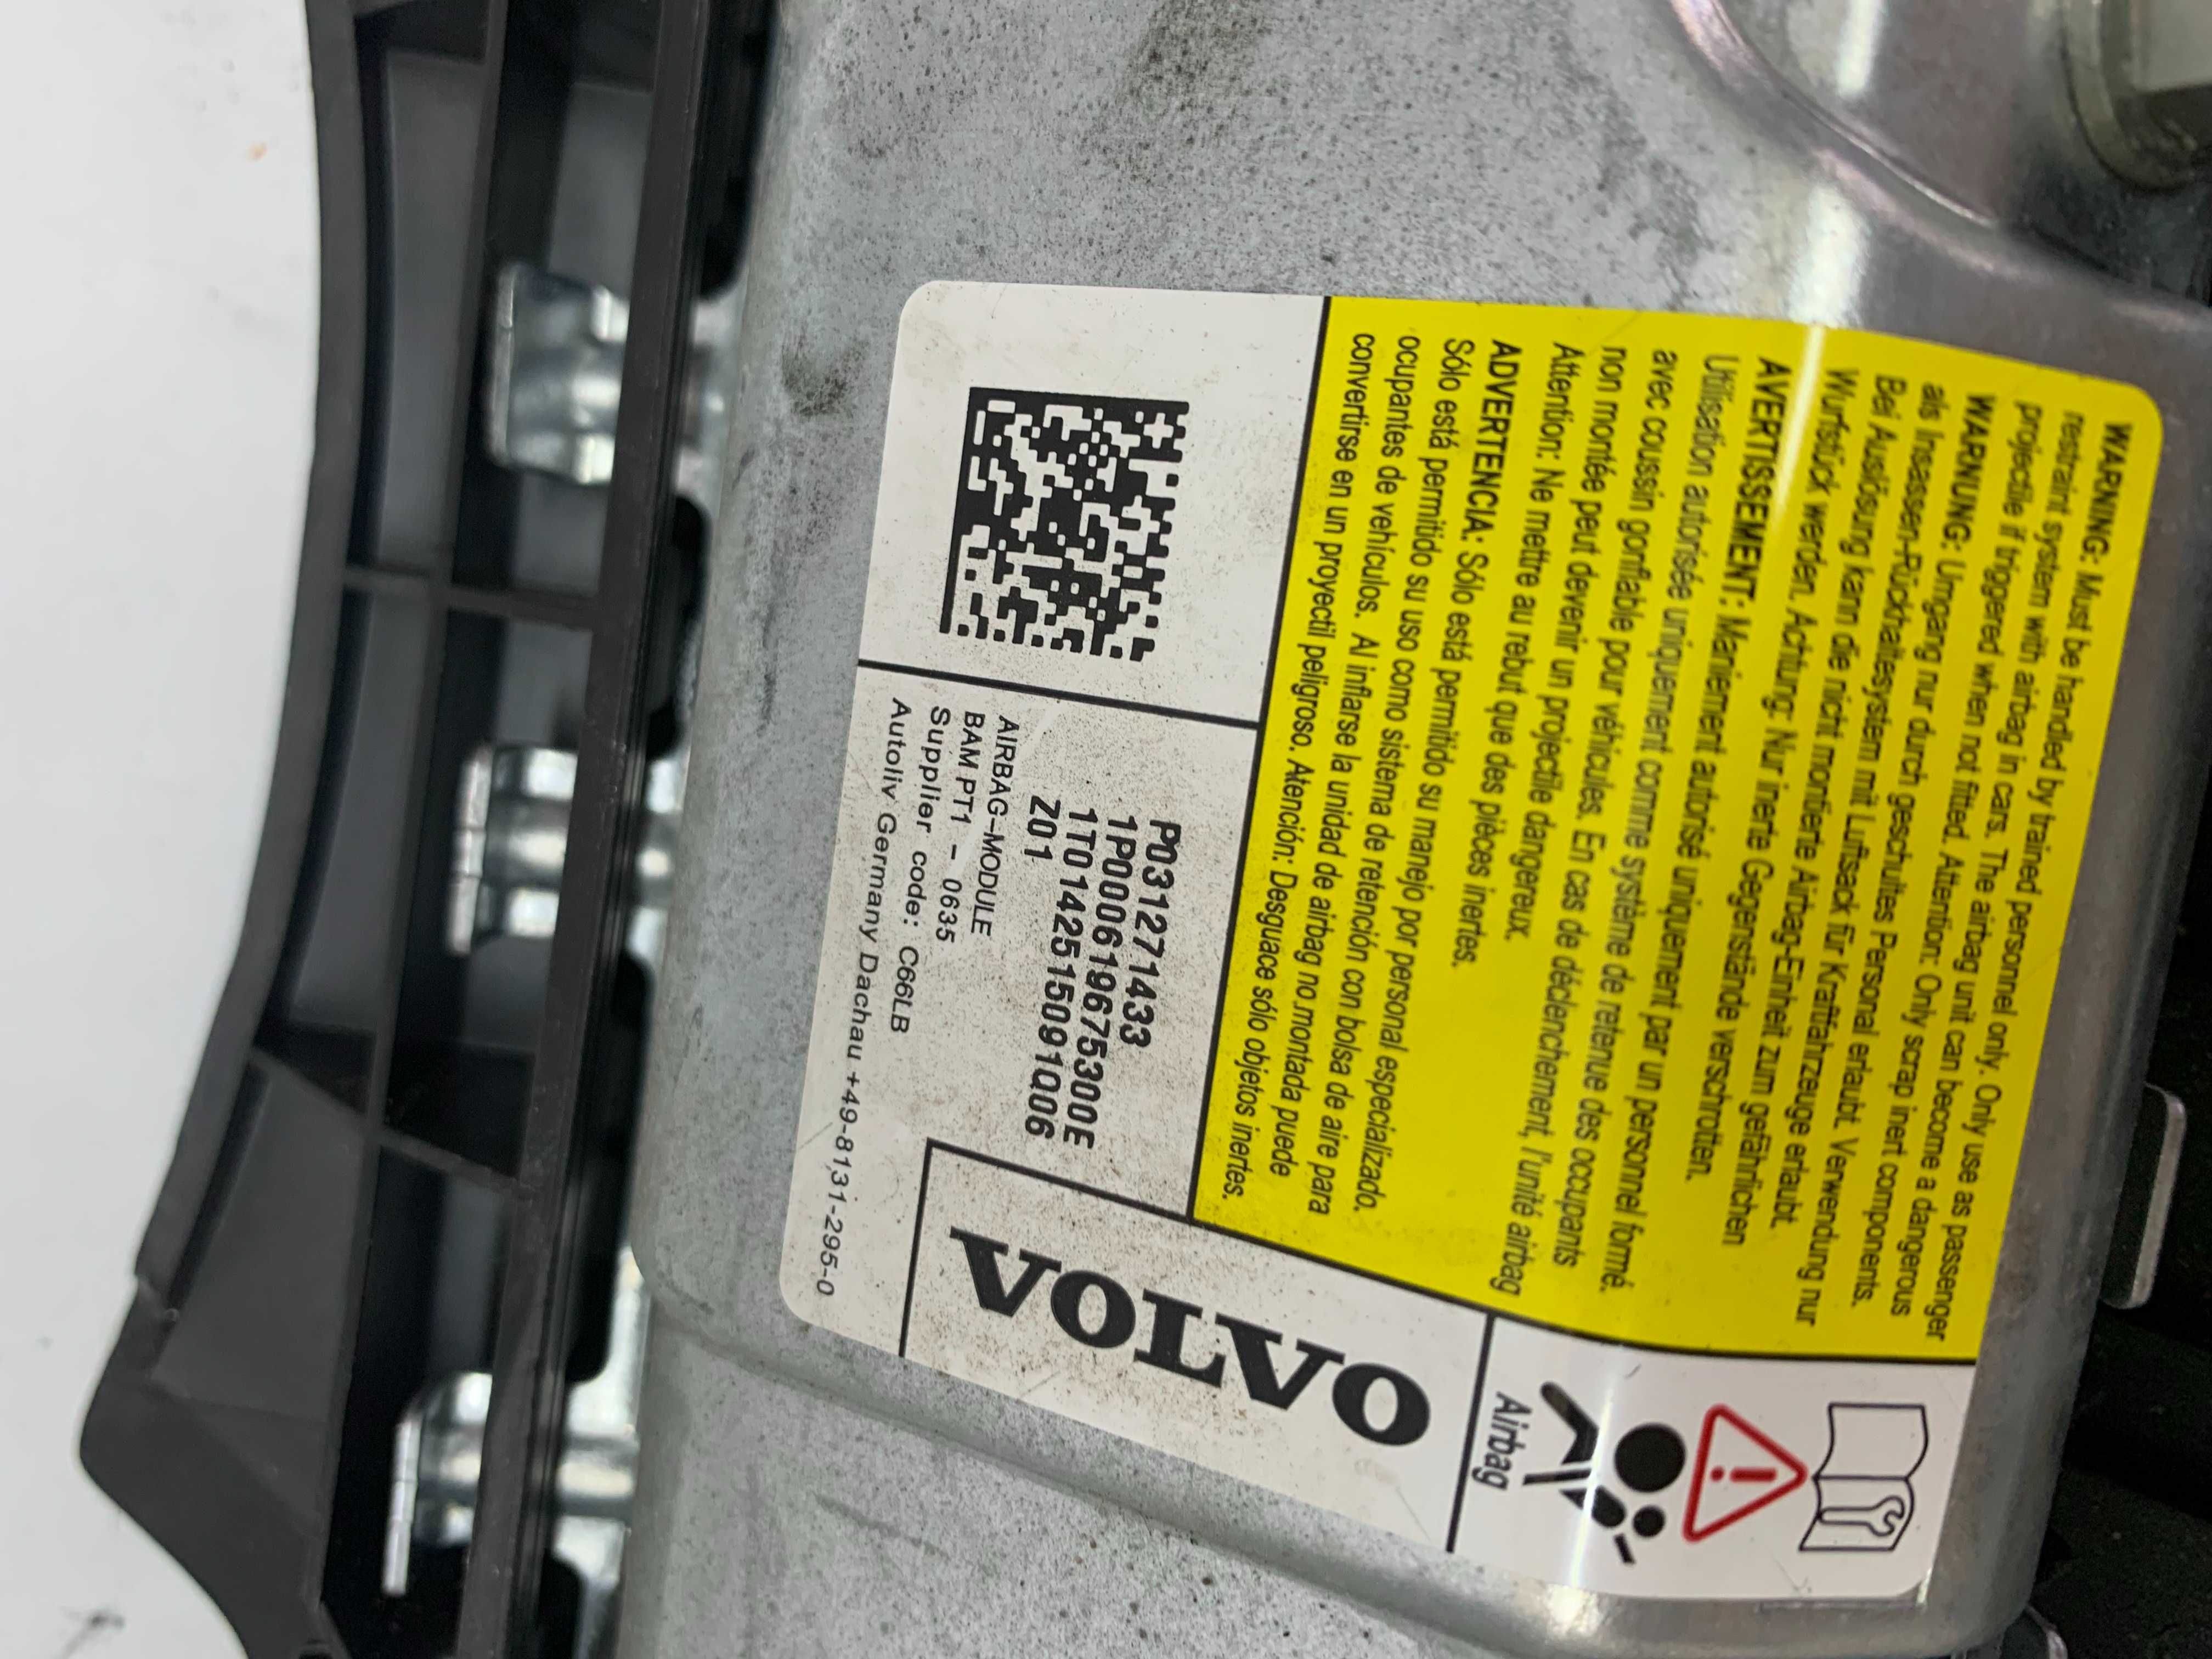 WARNING: Must be handled by trained personnel only. Only use as passenger
restraint system with airbag in cars. The airbag unit can become a dangerous
projectile if triggered when not fitted. Attention: Only scrap inert components.
WARNUNG: Umgang nur durch geschultes Personal erlaubt. Verwendung nur
als Insassen-Rückhaltesystem mit Luftsack für Kraftfahrzeuge erlaubt.
Bei Auslösung kann die nicht montierte Airbag-Einheit zum gefährlichen
Wurfstück werden. Achtung: Nur inerte Gegenstände verschrotten.
AVERTISSEMENT: Maniement autorisé uniquement par un personnel formé.
Utilisation autorisée uniquement comme système de retenue des occupants
avec coussin gonflable pour véhicules. En cas de déclenchement, l'unité airbag
non montée peut devenir un projectile dangereux.
Attention: Ne mettre au rebut que des pièces inertes.
ADVERTENCIA: Sólo está permitido su manejo por personal especializado.
Sólo está permitido su uso como sistema de retención con bolsa de aire para
ocupantes de vehículos. Al inflarse la unidad de airbag no montada puede
convertirse en un proyectil peligroso. Atención: Desguace sólo objetos inertes.
Airbag
VOLVO
P031271433
1P000619675300E
1T0142515091Q06
Z01
AIRBAG-MODULE
BAM PT1 - 0635
Supplier code: C66LB
Autoliv Germany Dachau +49-8131-295-0